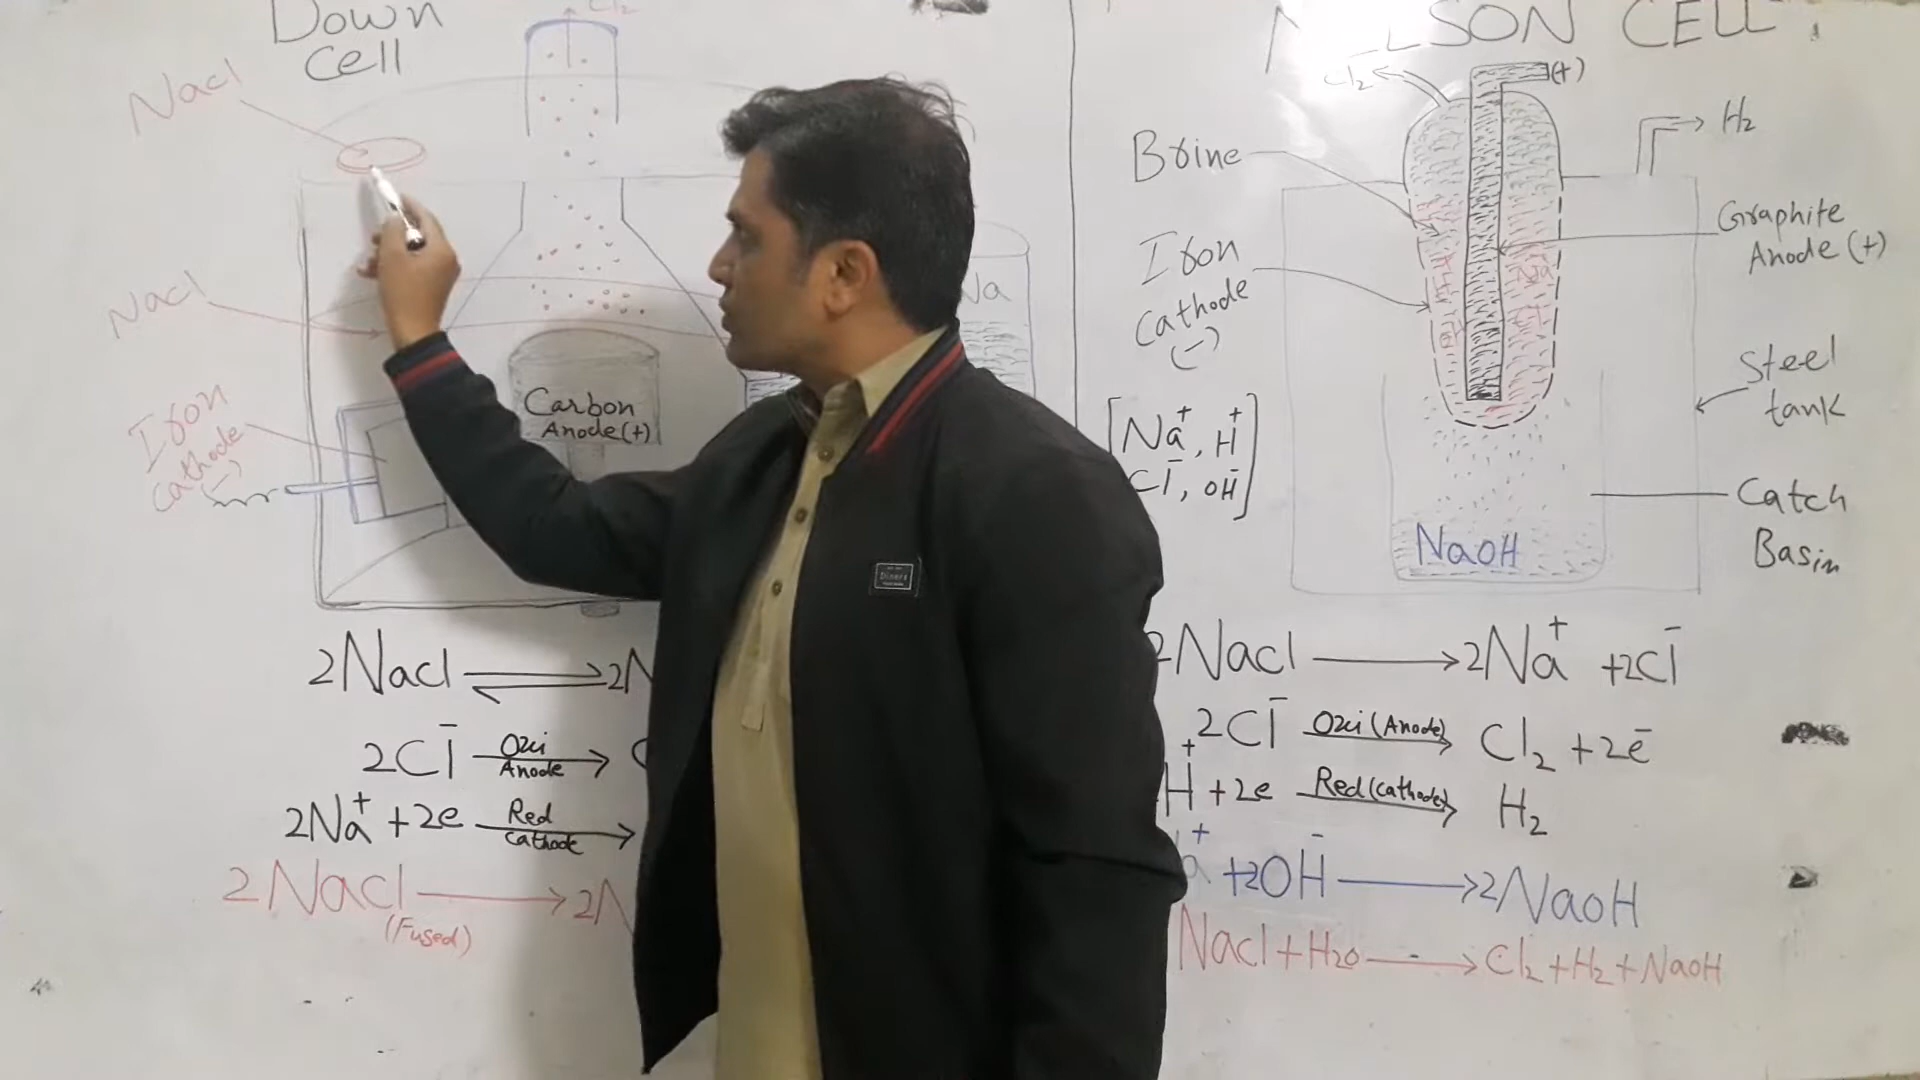 Down
Cell
Cl2
Nacl
Nacl
Na
Iron
Cathode
(-)
Carbon
Anode(+)
2Nacl ⇌ 2N
2Cl⁻ Oxi Anode →
2Na⁺ + 2e Red Cathode →
2Nacl → 2N
(Fused)
SON CELL
Cl2
(+)
H2
Brine
Graphite
Anode (+)
Iron
Cathode
(-)
Steel
tank
[Na⁺, H⁺
Cl⁻, OH⁻]
Catch
Basin
NaOH
Diners
2Nacl → 2Na⁺ + 2Cl⁻
2Cl⁻ Oxi (Anode) → Cl2 + 2e⁻
H⁺ + 2e Red (Cathode) → H2
a⁺ + 2OH⁻ → 2NaOH
Nacl + H2O → Cl2 + H2 + NaOH